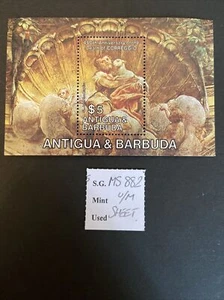 $5
ANTIGUA &
BARBUDA
ANTIGUA & BARBUDA
S.G. MS 882
Mint U/M
Used SHEET